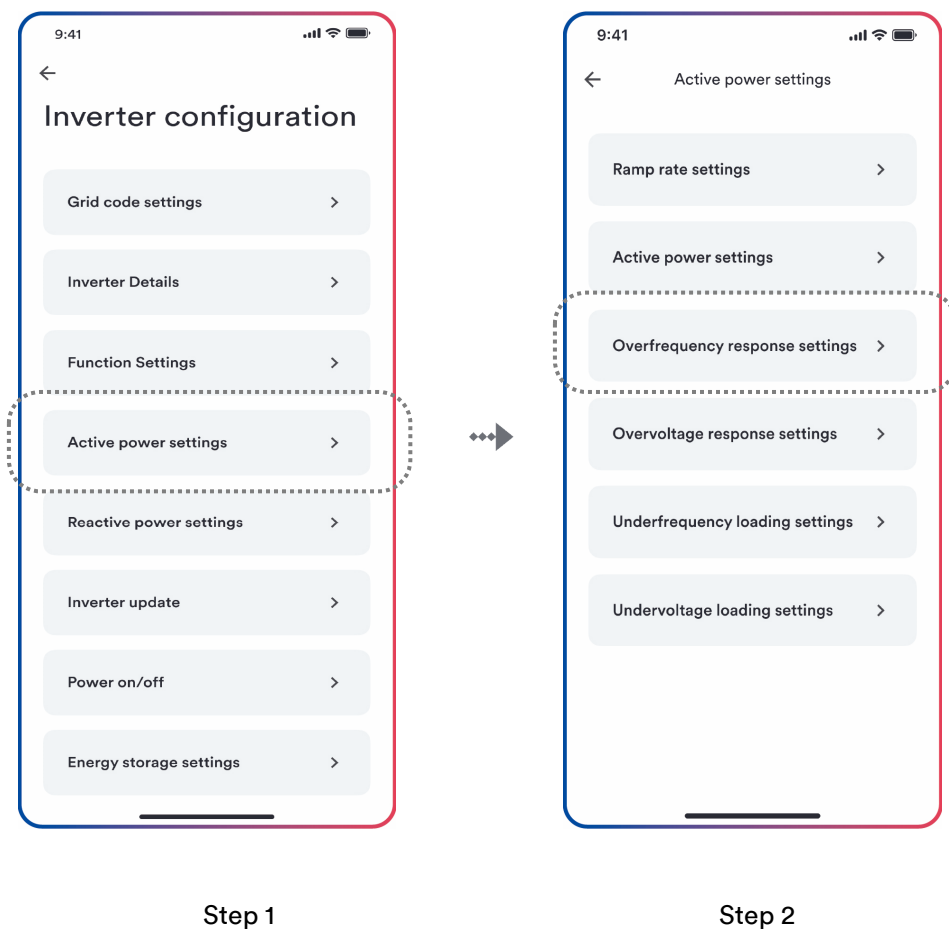 9:41
Inverter configuration
Grid code settings
Inverter Details
Function Settings
Active power settings
Reactive power settings
Inverter update
Power on/off
Energy storage settings
Step 1
9:41
Active power settings
Ramp rate settings
Active power settings
Overfrequency response settings
Overvoltage response settings
Underfrequency loading settings
Undervoltage loading settings
Step 2